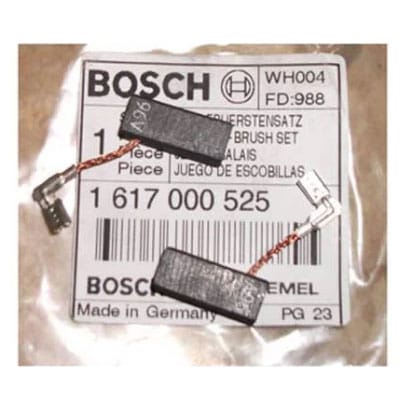 BOSCH WH004
FD:988
BRUSH SET
1 Piece
Piece JUEGO DE ESCOBILLAS
1 617 000 525
BOSCH EMEL
Made in Germany PG 23
A96